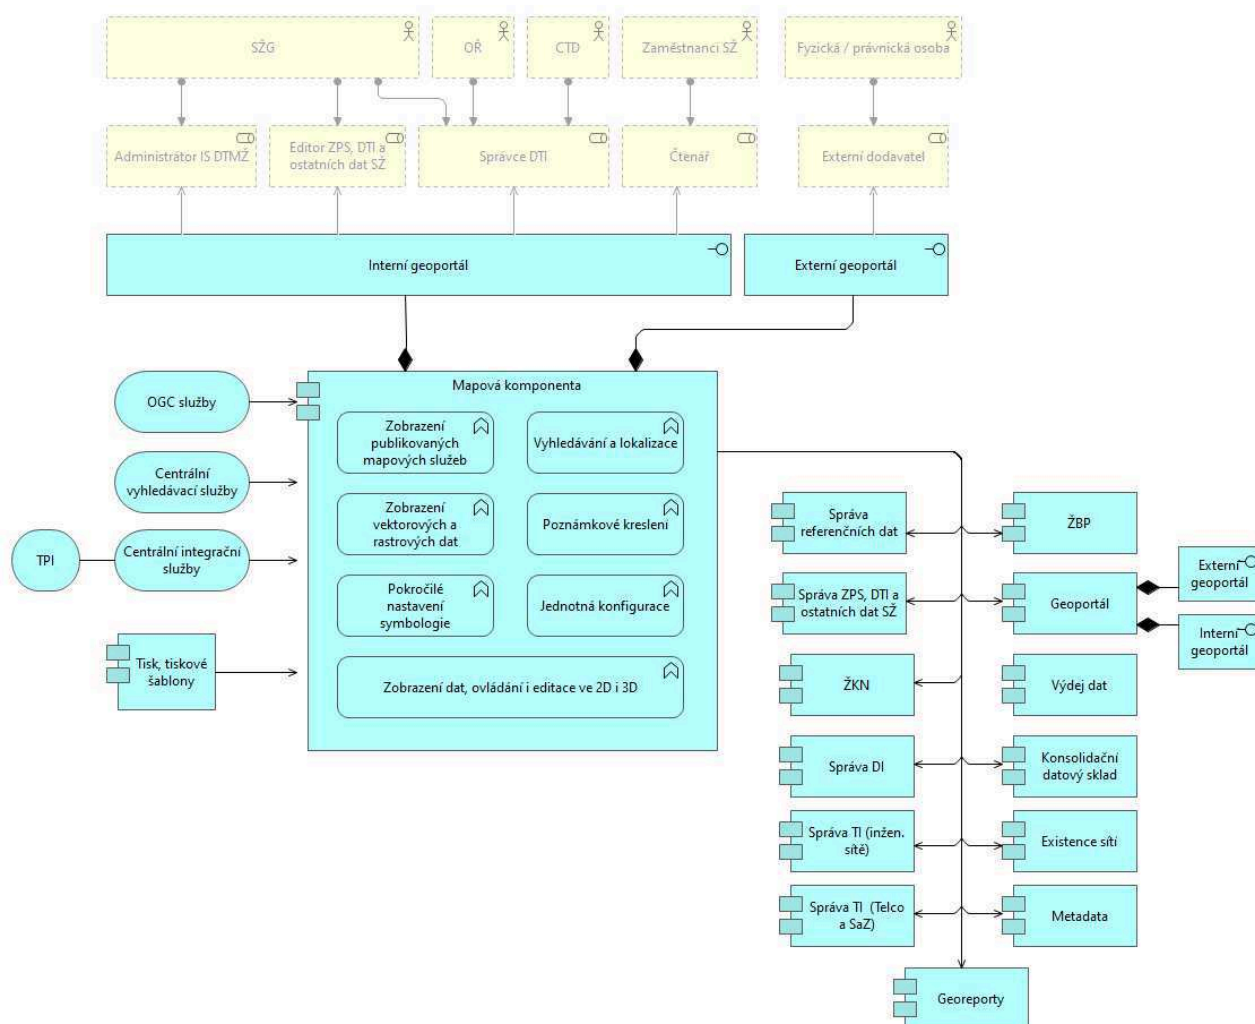 SŽG
OŘ
CTD
Zaměstnanci SŽ
Fyzická / právnická osoba
Administrátor IS DTMŽ
Editor ZPS, DTI a
ostatních dat SŽ
Správce DTI
Čtenář
Externí dodavatel
Interní geoportál
Externí geoportál
Mapová komponenta
OGC služby
Zobrazení
publikovaných
mapových služeb
Vyhledávání a lokalizace
Centrální
vyhledávací služby
Zobrazení
vektorových a
rastrových dat
Poznámkové kreslení
TPI
Centrální integrační
služby
Pokročilé
nastavení
symbologie
Jednotná konfigurace
Tisk, tiskové
šablony
Zobrazení dat, ovládání i editace ve 2D i 3D
Správa
referenčních dat
ŽBP
Správa ZPS, DTI a
ostatních dat SŽ
Geoportál
Externí
geoportál
Interní
geoportál
ŽKN
Výdej dat
Správa DI
Konsolidační
datový sklad
Správa TI (inžen.
sítě)
Existence sítí
Správa TI (Telco
a SaZ)
Metadata
Georeporty